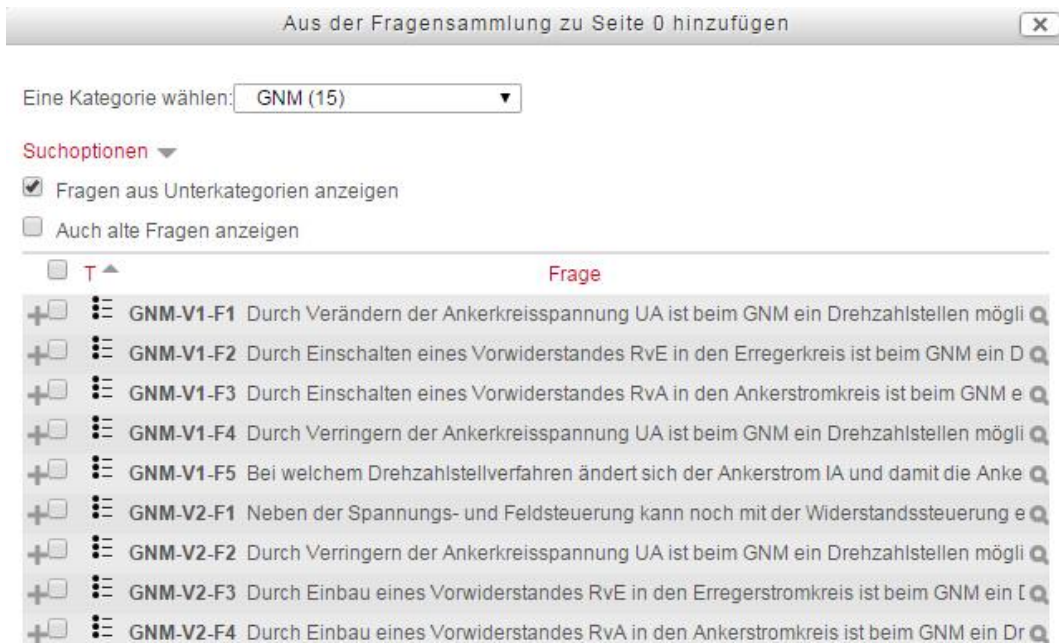 Aus der Fragensammlung zu Seite 0 hinzufügen
Eine Kategorie wählen: GNM (15)
Suchoptionen
Fragen aus Unterkategorien anzeigen
Auch alte Fragen anzeigen
T Frage
GNM-V1-F1 Durch Verändern der Ankerkreisspannung UA ist beim GNM ein Drehzahlstellen mögli
GNM-V1-F2 Durch Einschalten eines Vorwiderstandes RvE in den Erregerkreis ist beim GNM ein D
GNM-V1-F3 Durch Einschalten eines Vorwiderstandes RvA in den Ankerstromkreis ist beim GNM e
GNM-V1-F4 Durch Verringern der Ankerkreisspannung UA ist beim GNM ein Drehzahlstellen mögli
GNM-V1-F5 Bei welchem Drehzahlstellverfahren ändert sich der Ankerstrom IA und damit die Anke
GNM-V2-F1 Neben der Spannungs- und Feldsteuerung kann noch mit der Widerstandssteuerung e
GNM-V2-F2 Durch Verringern der Ankerkreisspannung UA ist beim GNM ein Drehzahlstellen mögli
GNM-V2-F3 Durch Einbau eines Vorwiderstandes RvE in den Erregerstromkreis ist beim GNM ein
GNM-V2-F4 Durch Einbau eines Vorwiderstandes RvA in den Ankerstromkreis ist beim GNM ein Dr